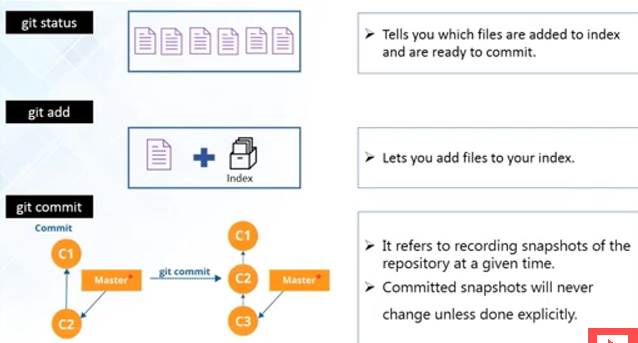 git status
➤ Tells you which files are added to index
and are ready to commit.
git add
Index
➤ Lets you add files to your index.
git commit
Commit
C1
Master*
C2
git commit
C1
C2
Master*
C3
➤ It refers to recording snapshots of the
repository at a given time.
➤ Committed snapshots will never
change unless done explicitly.